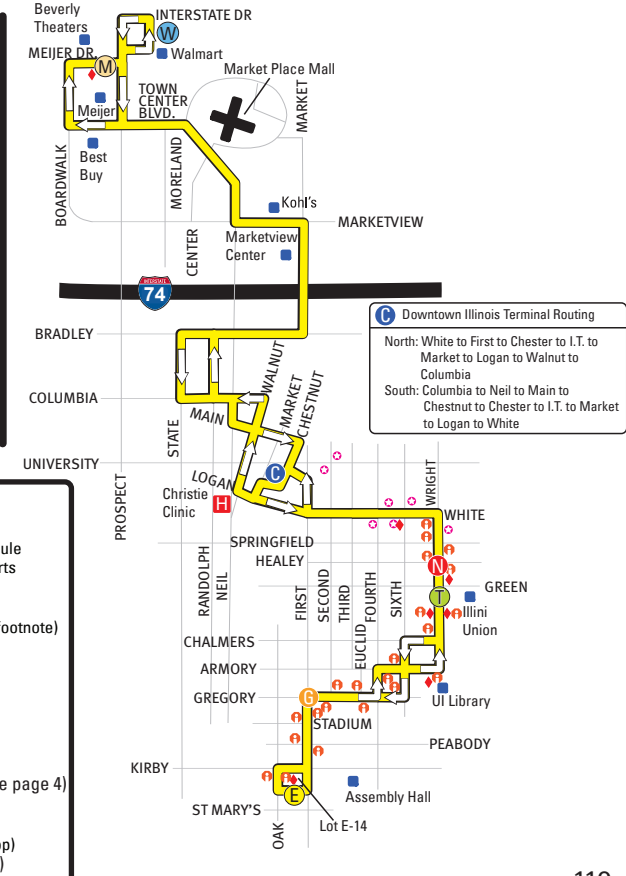 Beverly
Theaters
INTERSTATE DR
W
MEIJER DR.
M
Walmart
Market Place Mall
TOWN
CENTER
BLVD.
Meijer
MARKET
Best
Buy
BOARDWALK
MORELAND
Kohl's
MARKETVIEW
CENTER
Marketview
Center
INTERSTATE
74
C Downtown Illinois Terminal Routing
North: White to First to Chester to I.T. to
Market to Logan to Walnut to
Columbia
South: Columbia to Neil to Main to
Chestnut to Chester to I.T. to Market
to Logan to White
BRADLEY
WALNUT
MARKET
CHESTNUT
COLUMBIA
MAIN
STATE
UNIVERSITY
LOGAN
C
PROSPECT
Christie
Clinic
H
WRIGHT
WHITE
SPRINGFIELD
HEALEY
ule
rts
N
RANDOLPH
NEIL
FIRST
SECOND
THIRD
FOURTH
SIXTH
GREEN
T
Illini
Union
footnote)
EUCLID
CHALMERS
ARMORY
GREGORY
G
UI Library
STADIUM
PEABODY
KIRBY
e page 4)
E
Assembly Hall
ST MARY'S
Lot E-14
OAK
op)
)